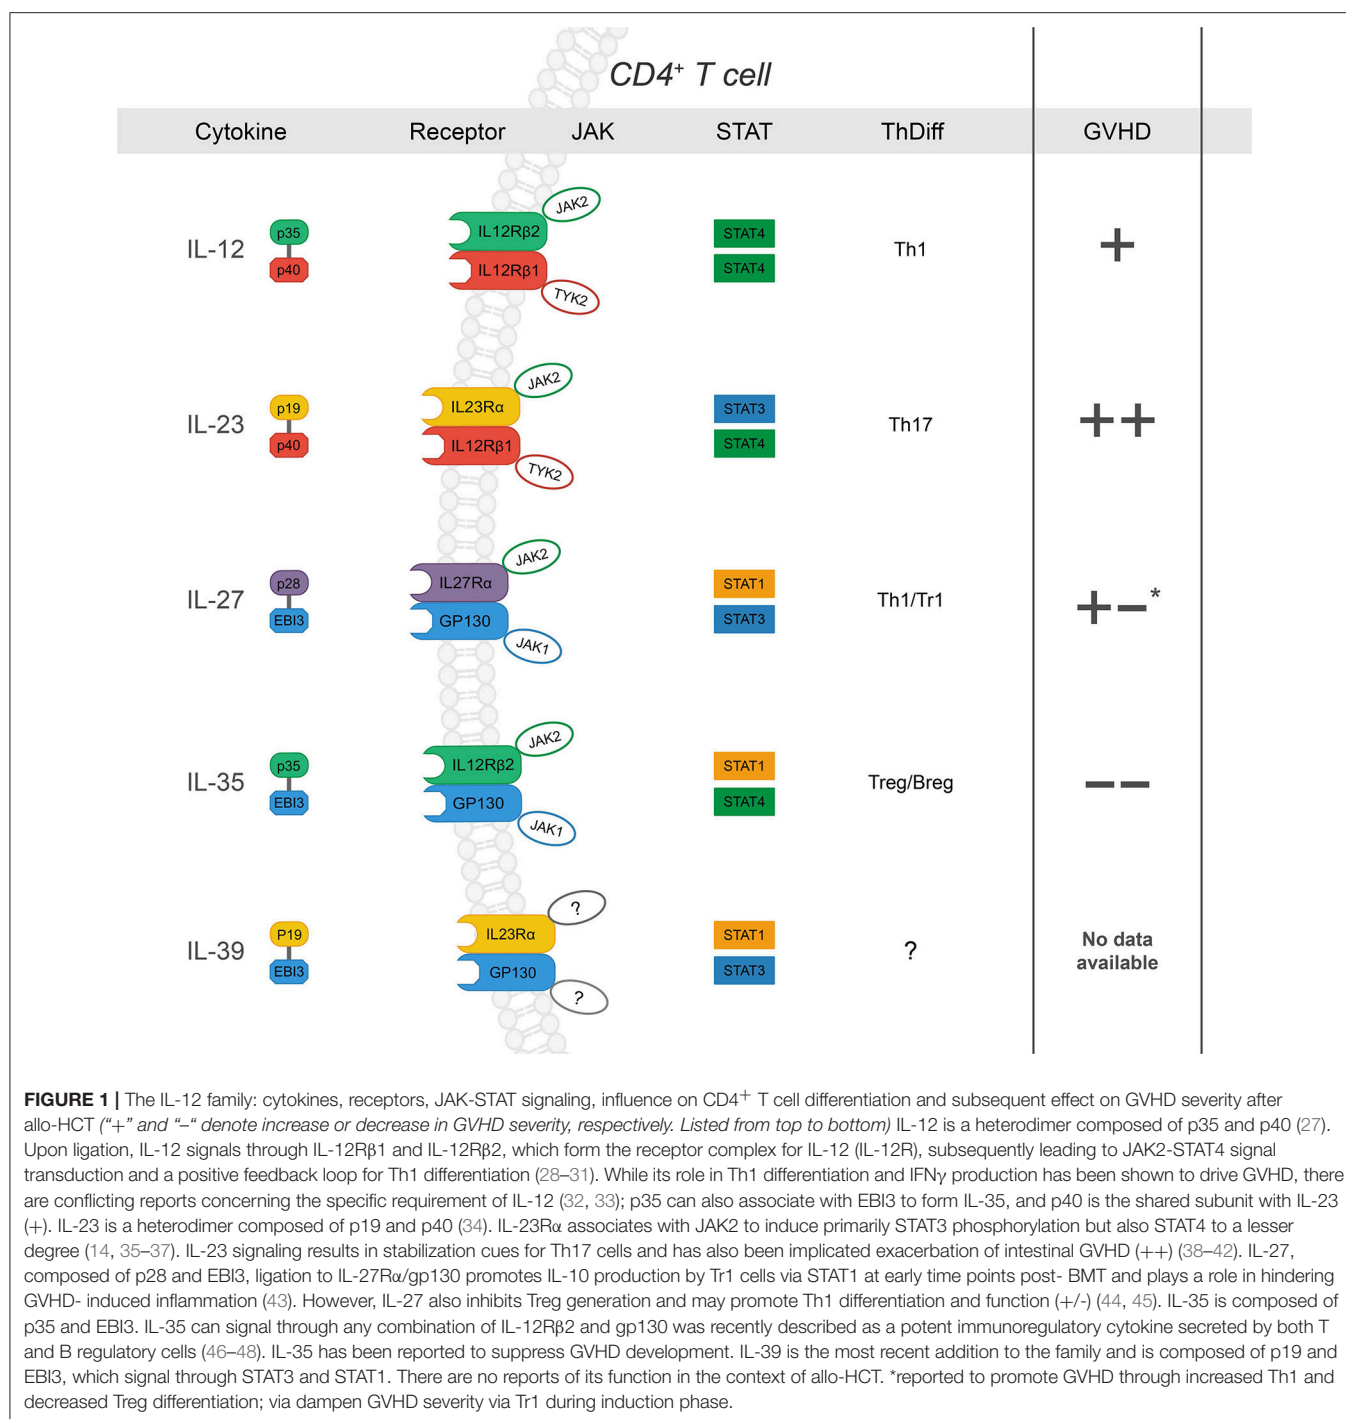 CD4+ T cell
Cytokine Receptor JAK STAT ThDiff GVHD
JAK2
p35 IL12Rβ2 STAT4
IL-12 Th1 +
p40 IL12Rβ1 STAT4
TYK2
JAK2
p19 IL23Rα STAT3
IL-23 Th17 ++
p40 IL12Rβ1 STAT4
TYK2
JAK2
p28 IL27Rα STAT1
IL-27 Th1/Tr1 +–*
EBI3 GP130 STAT3
JAK1
JAK2
p35 IL12Rβ2 STAT1
IL-35 Treg/Breg ––
EBI3 GP130 STAT4
JAK1
?
P19 IL23Rα STAT1
IL-39 ? No data
available
EBI3 GP130 STAT3
?
FIGURE 1 | The IL-12 family: cytokines, receptors, JAK-STAT signaling, influence on CD4+ T cell differentiation and subsequent effect on GVHD severity after
allo-HCT (“+” and “–“ denote increase or decrease in GVHD severity, respectively. Listed from top to bottom) IL-12 is a heterodimer composed of p35 and p40 (27).
Upon ligation, IL-12 signals through IL-12Rβ1 and IL-12Rβ2, which form the receptor complex for IL-12 (IL-12R), subsequently leading to JAK2-STAT4 signal
transduction and a positive feedback loop for Th1 differentiation (28–31). While its role in Th1 differentiation and IFNγ production has been shown to drive GVHD, there
are conflicting reports concerning the specific requirement of IL-12 (32, 33); p35 can also associate with EBI3 to form IL-35, and p40 is the shared subunit with IL-23
(+). IL-23 is a heterodimer composed of p19 and p40 (34). IL-23Rα associates with JAK2 to induce primarily STAT3 phosphorylation but also STAT4 to a lesser
degree (14, 35–37). IL-23 signaling results in stabilization cues for Th17 cells and has also been implicated exacerbation of intestinal GVHD (++) (38–42). IL-27,
composed of p28 and EBI3, ligation to IL-27Rα/gp130 promotes IL-10 production by Tr1 cells via STAT1 at early time points post- BMT and plays a role in hindering
GVHD- induced inflammation (43). However, IL-27 also inhibits Treg generation and may promote Th1 differentiation and function (+/-) (44, 45). IL-35 is composed of
p35 and EBI3. IL-35 can signal through any combination of IL-12Rβ2 and gp130 was recently described as a potent immunoregulatory cytokine secreted by both T
and B regulatory cells (46–48). IL-35 has been reported to suppress GVHD development. IL-39 is the most recent addition to the family and is composed of p19 and
EBI3, which signal through STAT3 and STAT1. There are no reports of its function in the context of allo-HCT. *reported to promote GVHD through increased Th1 and
decreased Treg differentiation; via dampen GVHD severity via Tr1 during induction phase.